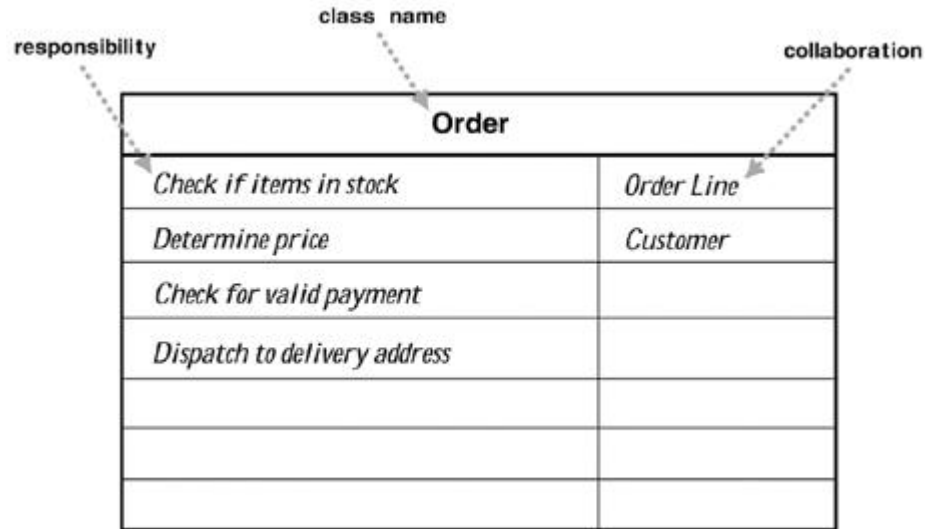 class name
responsibility
collaboration
Order
Check if items in stock
Order Line
Determine price
Customer
Check for valid payment
Dispatch to delivery address